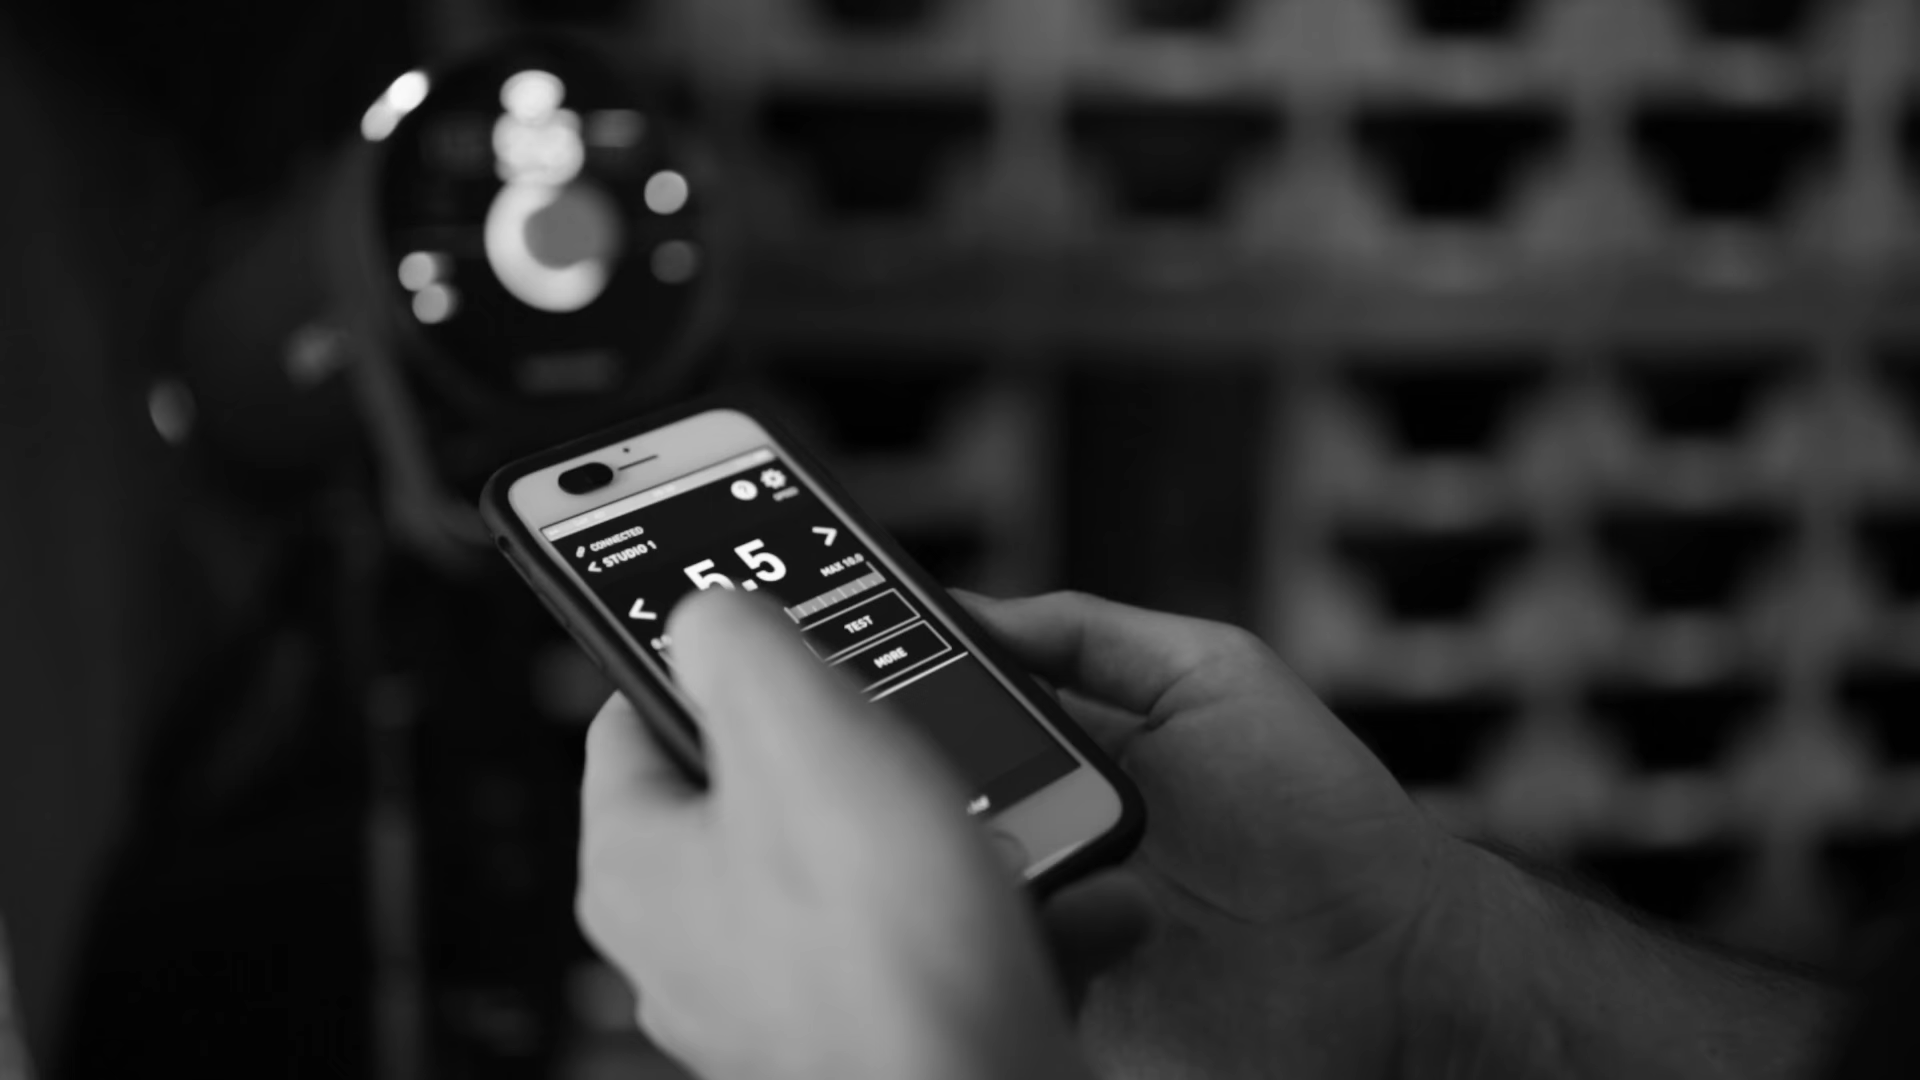 CONNECTED
< STUDIO 1
5.5
MAX 10.0
TEST
MORE